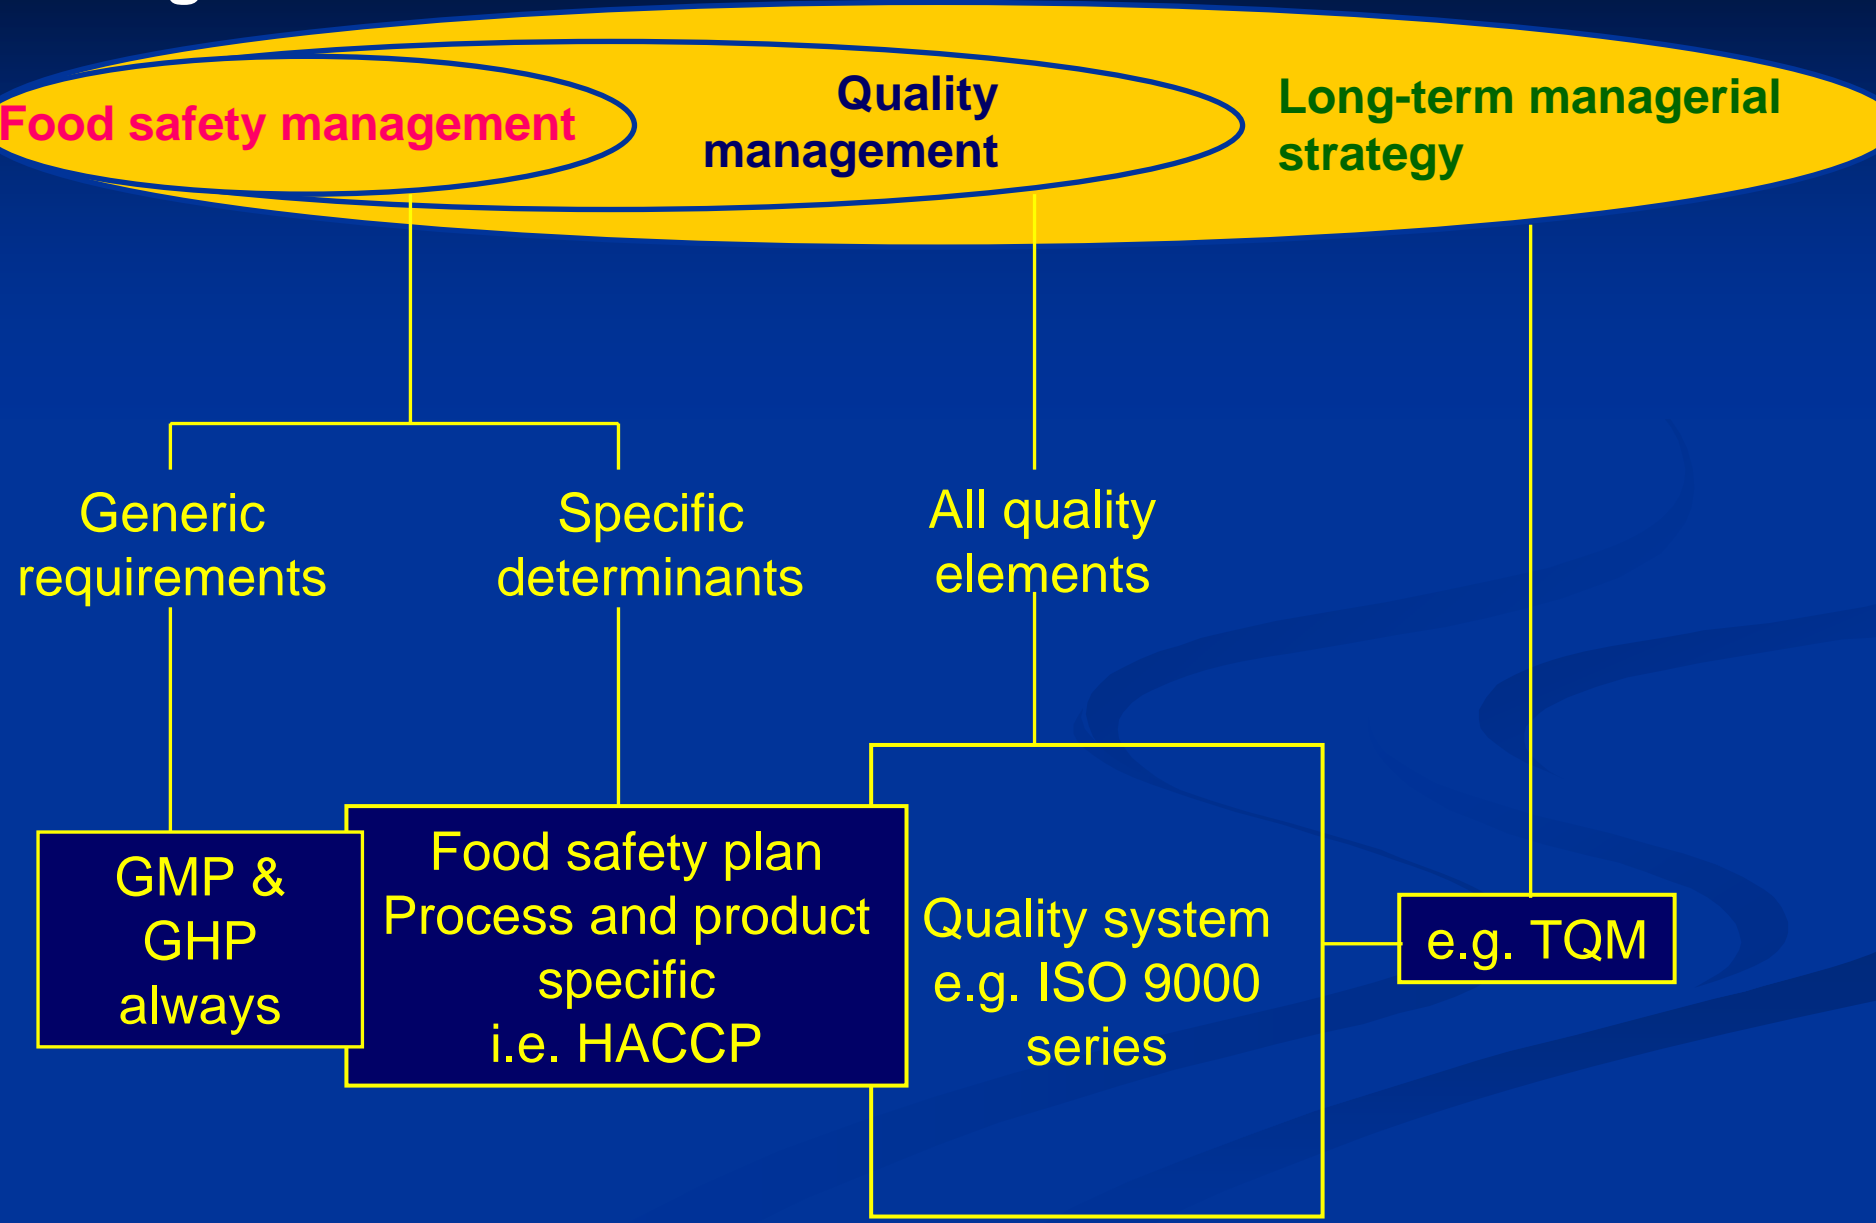 Food safety management
Quality
management
Long-term managerial
strategy
Generic
requirements
Specific
determinants
All quality
elements
GMP &
GHP
always
Food safety plan
Process and product
specific
i.e. HACCP
Quality system
e.g. ISO 9000
series
e.g. TQM